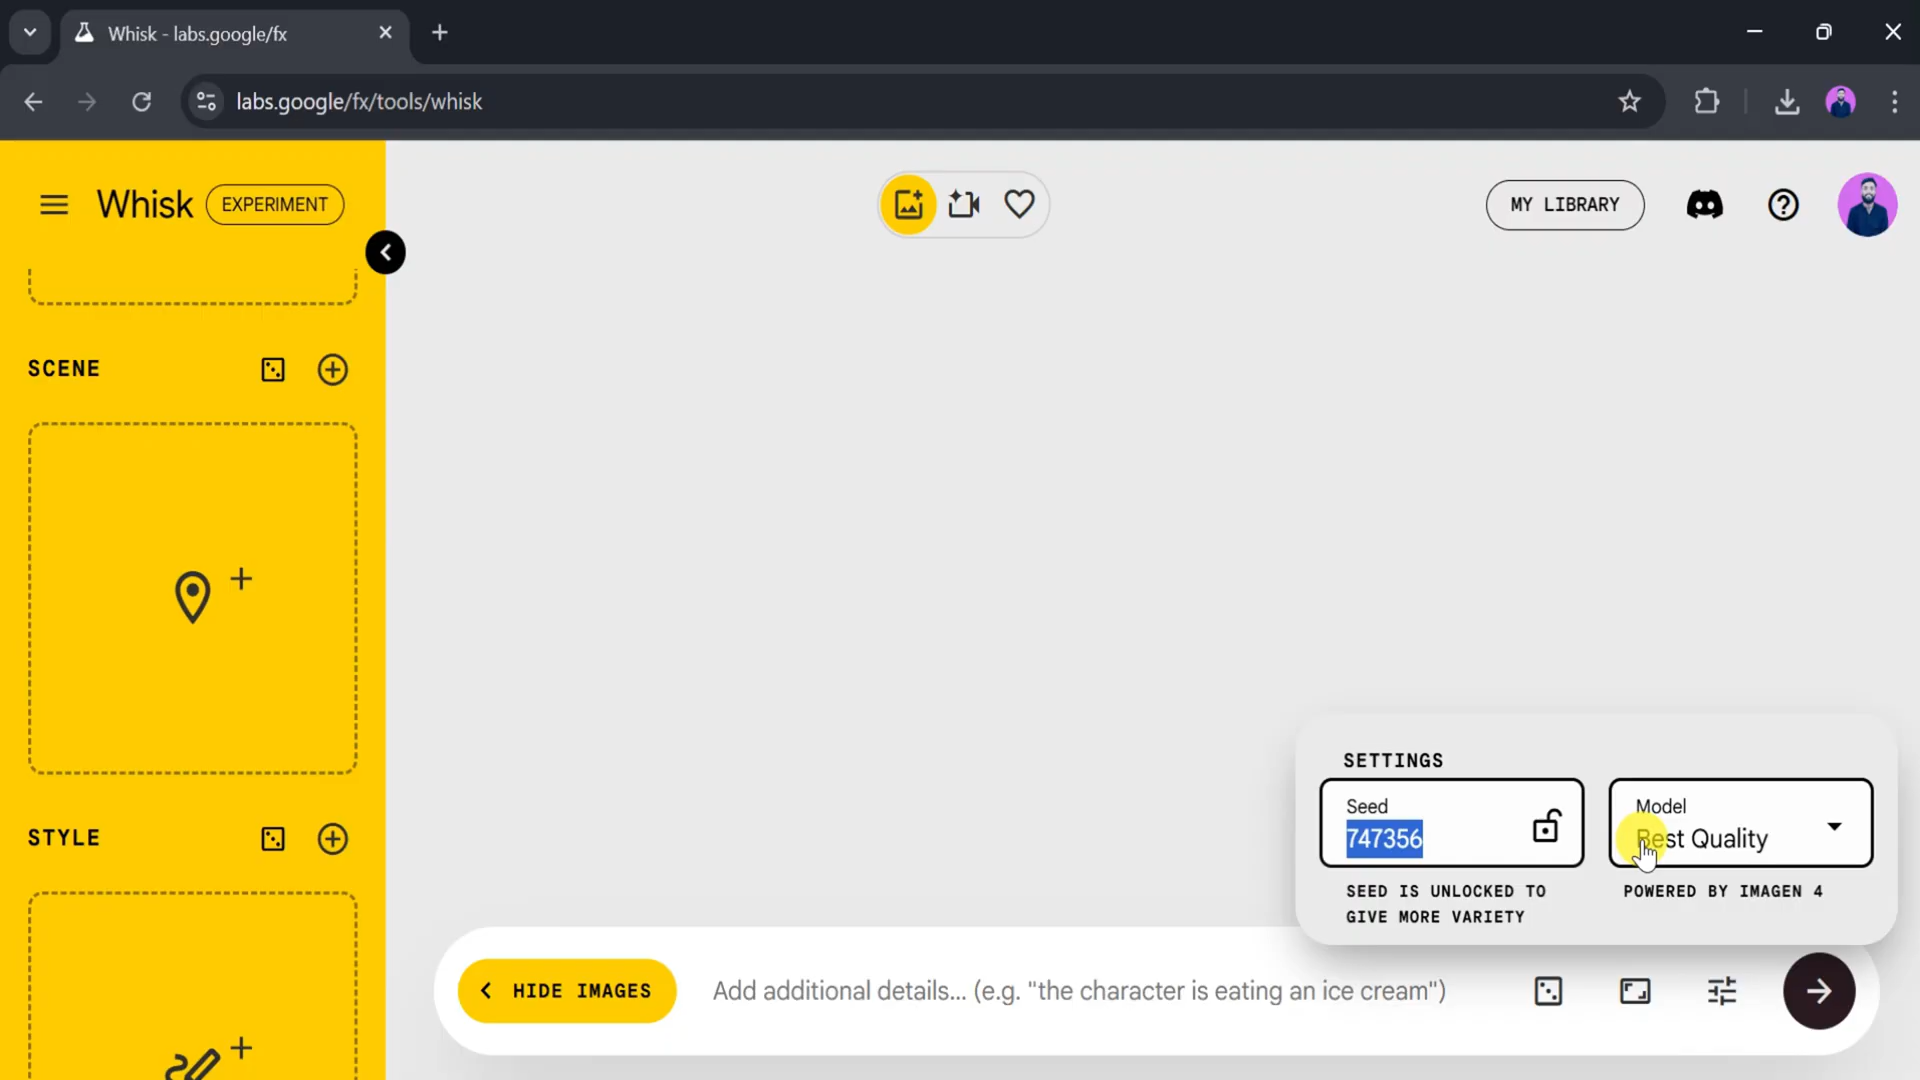 Whisk - labs.google/fx
labs.google/fx/tools/whisk
Whisk EXPERIMENT
MY LIBRARY
SCENE
STYLE
SETTINGS
Seed
747356
SEED IS UNLOCKED TO
GIVE MORE VARIETY
Model
Best Quality
POWERED BY IMAGEN 4
HIDE IMAGES
Add additional details... (e.g. "the character is eating an ice cream")